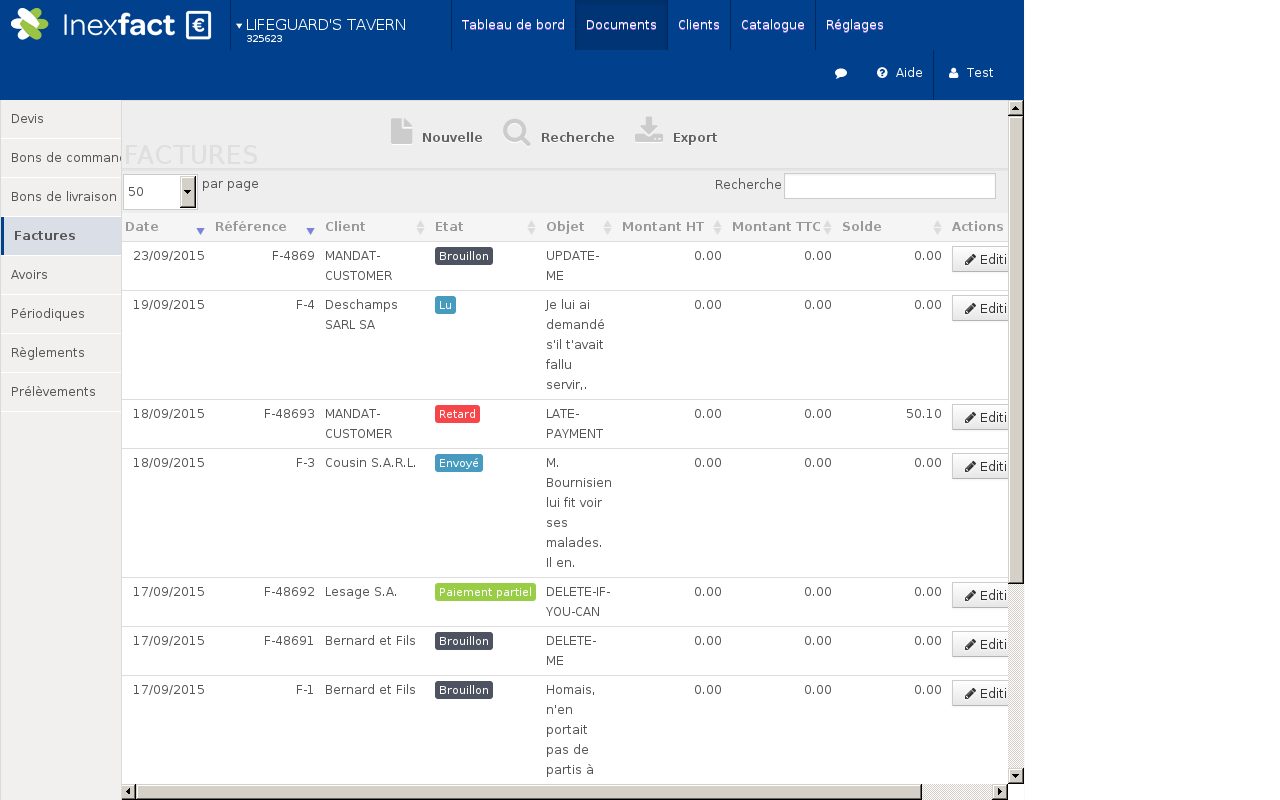 Inexfact €
LIFEGUARD'S TAVERN
325623
Tableau de bord
Documents
Clients
Catalogue
Réglages
Aide
Test
Devis
Bons de livraison
Factures
Avoirs
Périodiques
Règlements
Prélèvements
Nouvelle
Recherche
Export
FACTURES
50 par page
Recherche
Date Référence Client Etat Objet Montant HT Montant TTC Solde Actions
23/09/2015 F-4869 MANDAT- Brouillon UPDATE- 0.00 0.00 0.00 Editi
CUSTOMER ME
19/09/2015 F-4 Deschamps Lu Je lui ai 0.00 0.00 0.00 Editi
SARL SA demandé
s'il t'avait
fallu
servir,.
18/09/2015 F-48693 MANDAT- Retard LATE- 0.00 0.00 50.10 Editi
CUSTOMER PAYMENT
18/09/2015 F-3 Cousin S.A.R.L. Envoyé M. 0.00 0.00 0.00 Editi
Bournisien
lui fit voir
ses
malades.
Il en.
17/09/2015 F-48692 Lesage S.A. Paiement partiel DELETE-IF- 0.00 0.00 0.00 Editi
YOU-CAN
17/09/2015 F-48691 Bernard et Fils Brouillon DELETE- 0.00 0.00 0.00 Editi
ME
17/09/2015 F-1 Bernard et Fils Brouillon Homais, 0.00 0.00 0.00 Editi
n'en
portait
pas de
partis à